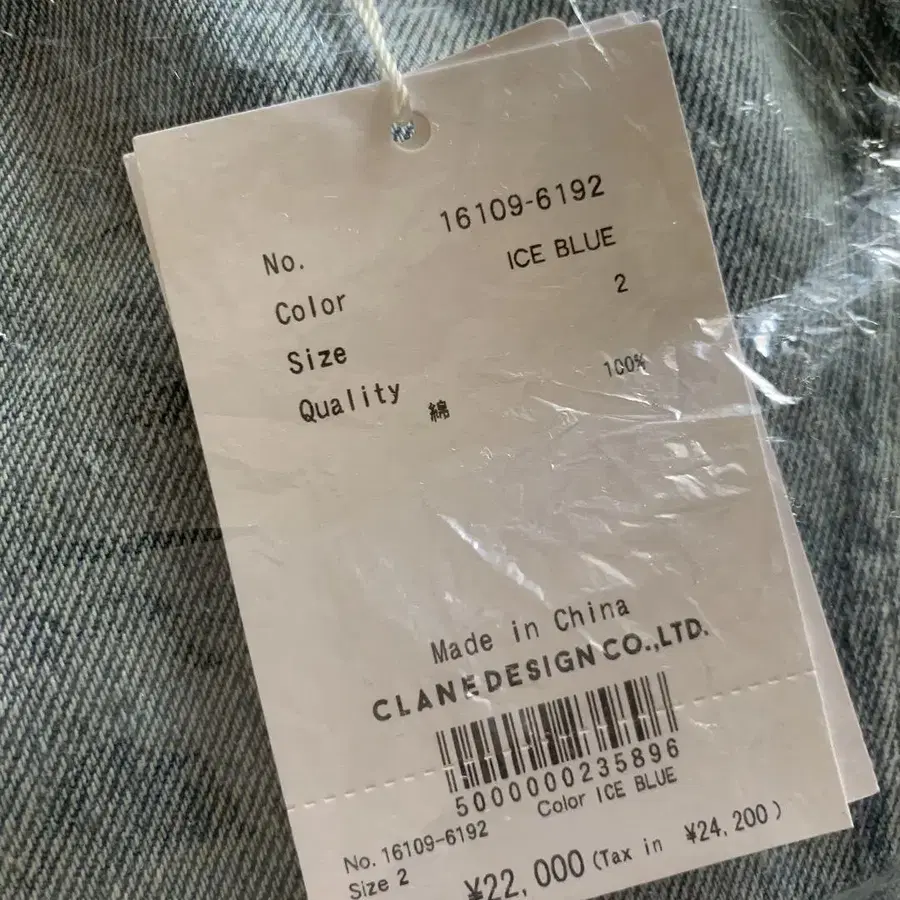 No. 16109-6192
Color ICE BLUE
Size 2
Quality 綿 100%
Made in China
CLANEDESIGN CO.,LTD.
5000000235896
No. 16109-6192 Color ICE BLUE
Size 2 ¥22,000 (Tax in ¥24,200)